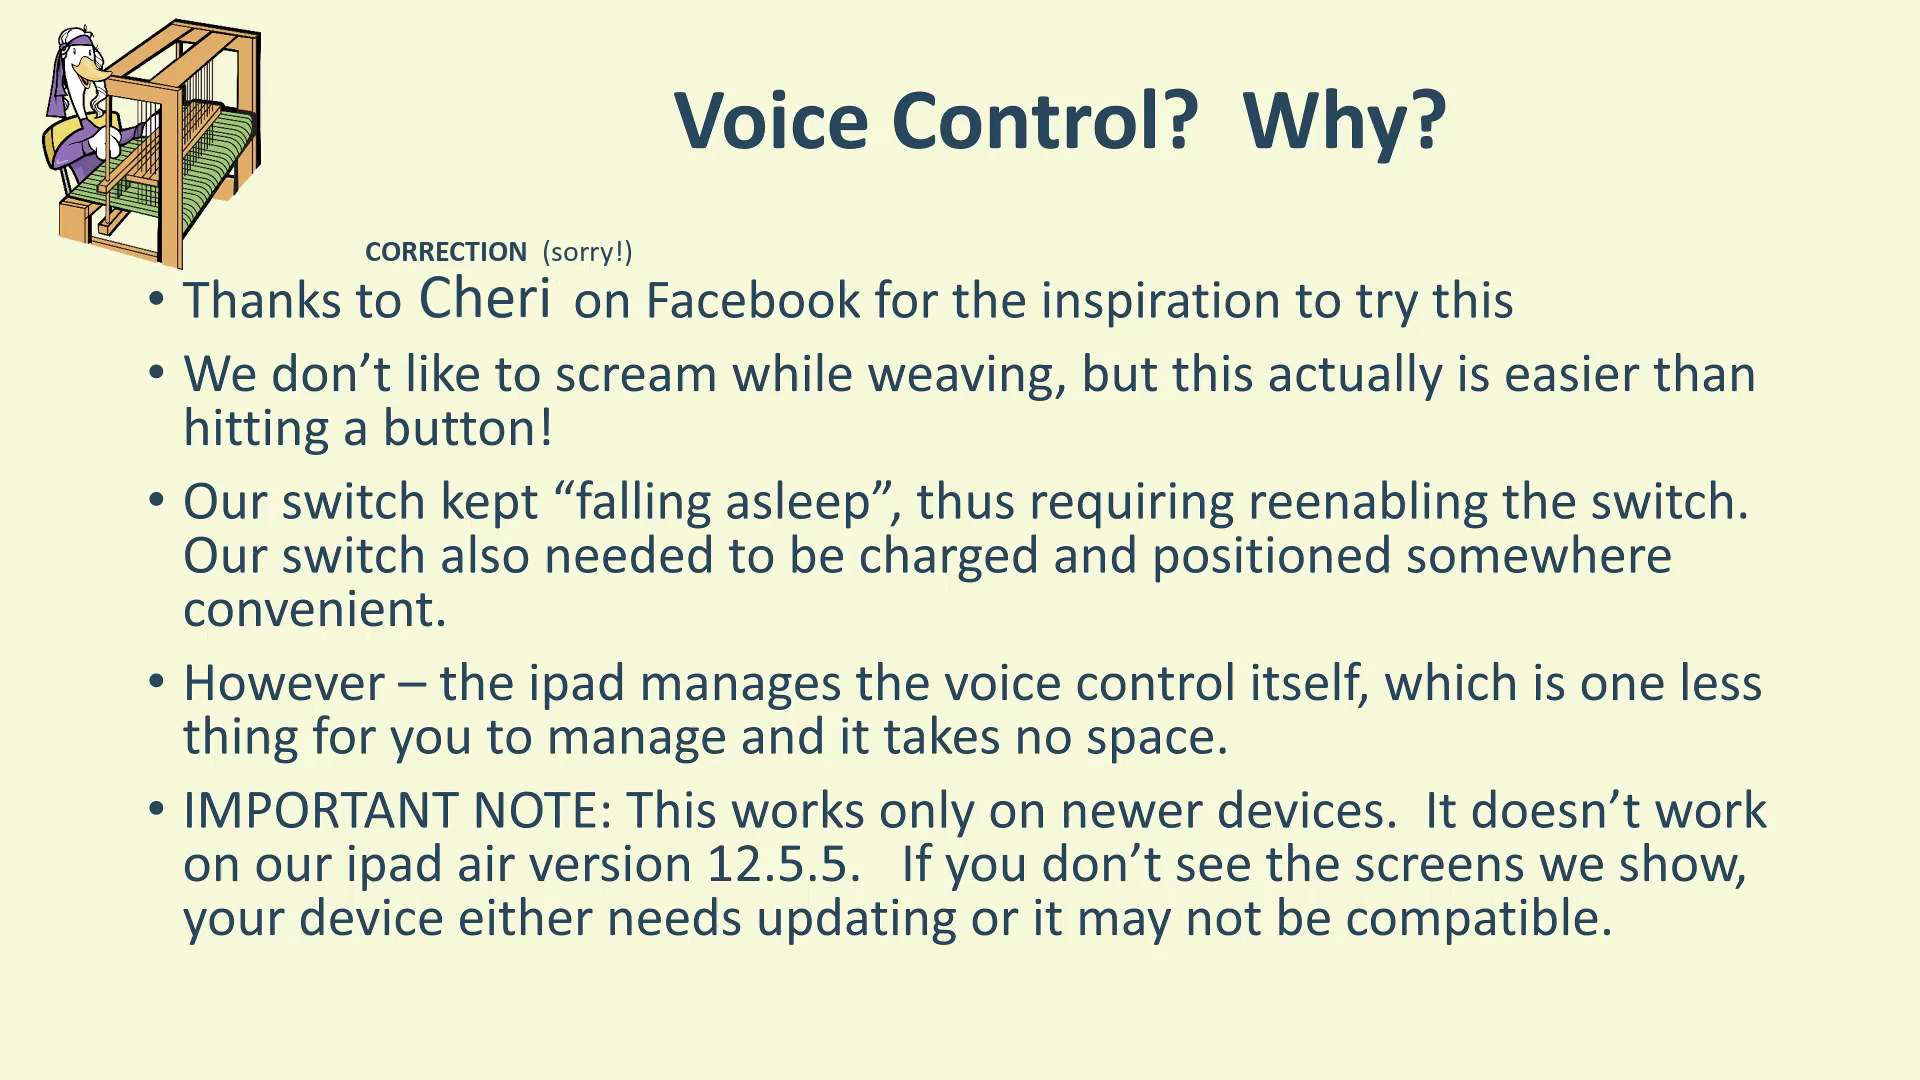 Voice Control?  Why?
CORRECTION  (sorry!)
• Thanks to Cheri on Facebook for the inspiration to try this
• We don’t like to scream while weaving, but this actually is easier than
hitting a button!
• Our switch kept “falling asleep”, thus requiring reenabling the switch.
Our switch also needed to be charged and positioned somewhere
convenient.
• However – the ipad manages the voice control itself, which is one less
thing for you to manage and it takes no space.
• IMPORTANT NOTE: This works only on newer devices.  It doesn’t work
on our ipad air version 12.5.5.   If you don’t see the screens we show,
your device either needs updating or it may not be compatible.